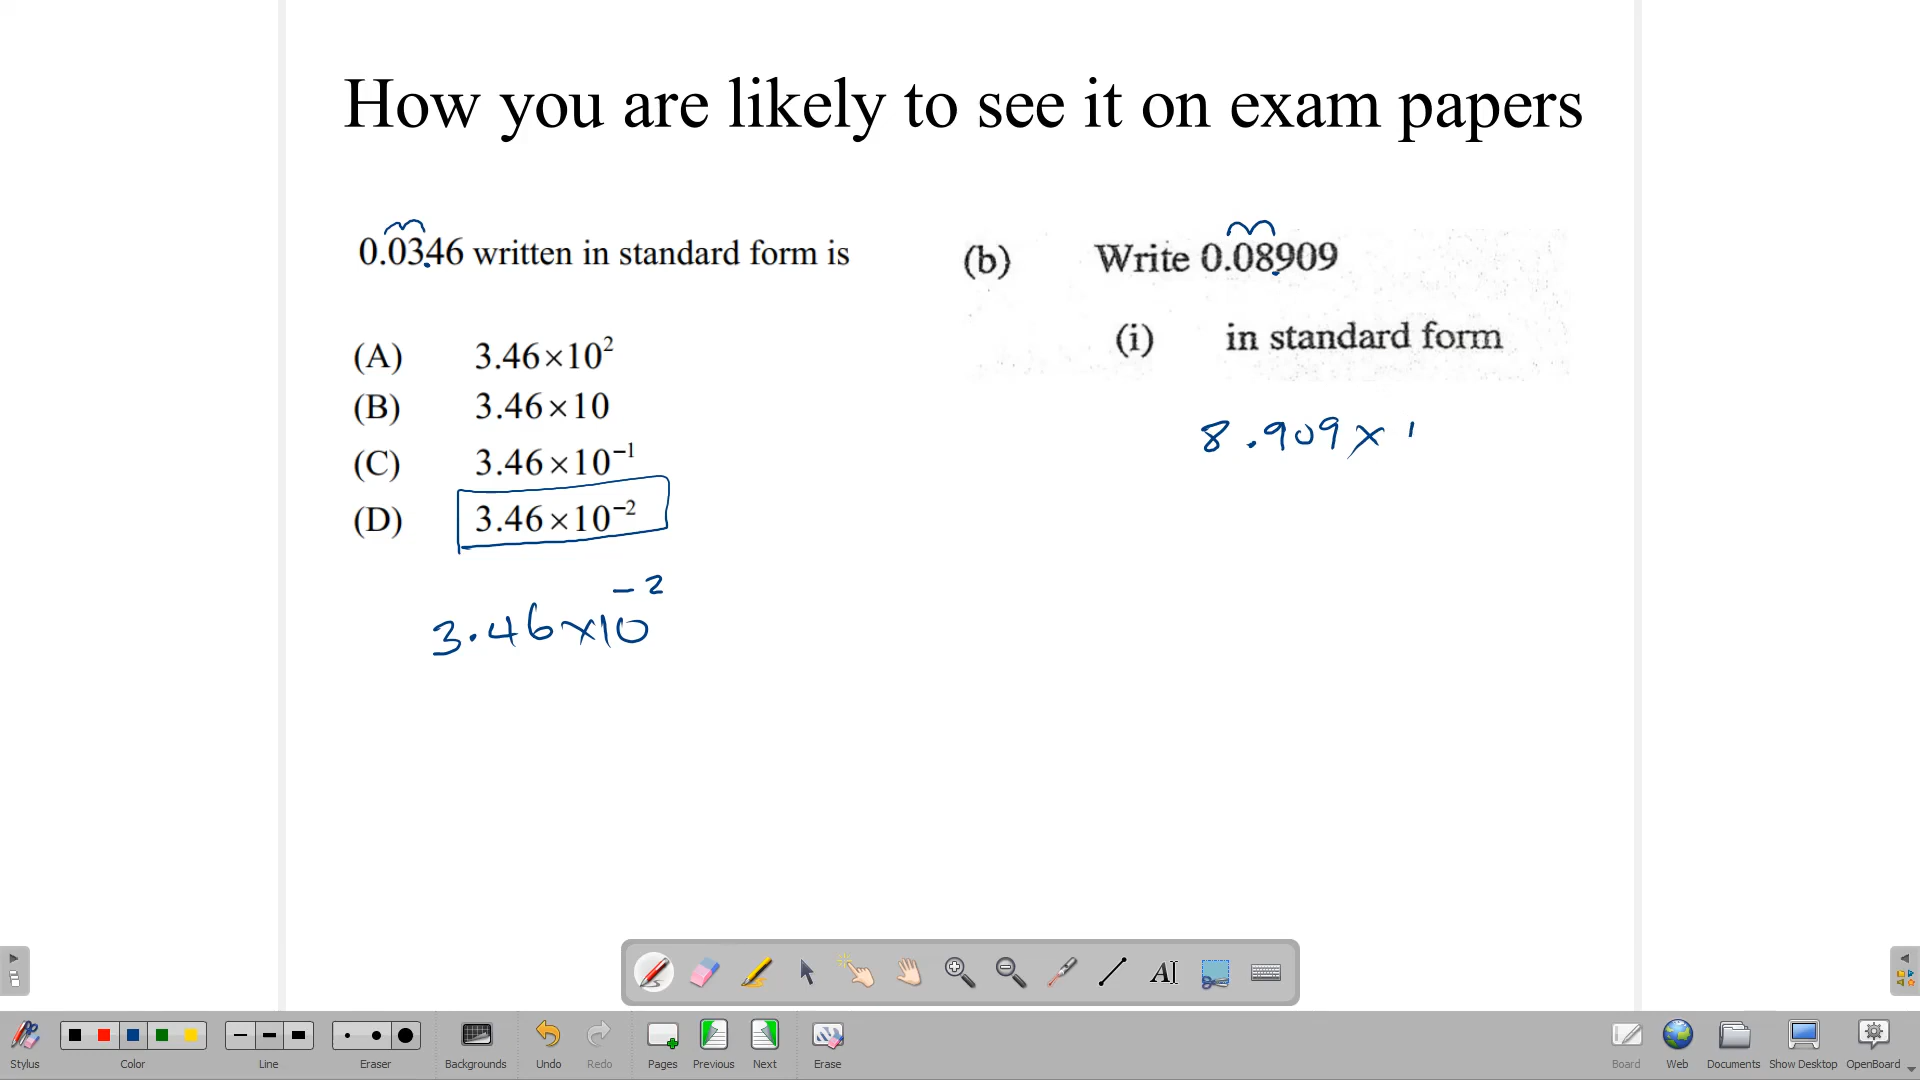 How you are likely to see it on exam papers
0.0346 written in standard form is
(A) 3.46×10²
(B) 3.46×10
(C) 3.46×10⁻¹
(D) 3.46×10⁻²
3.46×10⁻²
(b) Write 0.08909
(i) in standard form
8.909× 1
AI
Stylus Color Line Eraser Backgrounds Undo Redo Pages Previous Next Erase Board Web Documents Show Desktop OpenBoard